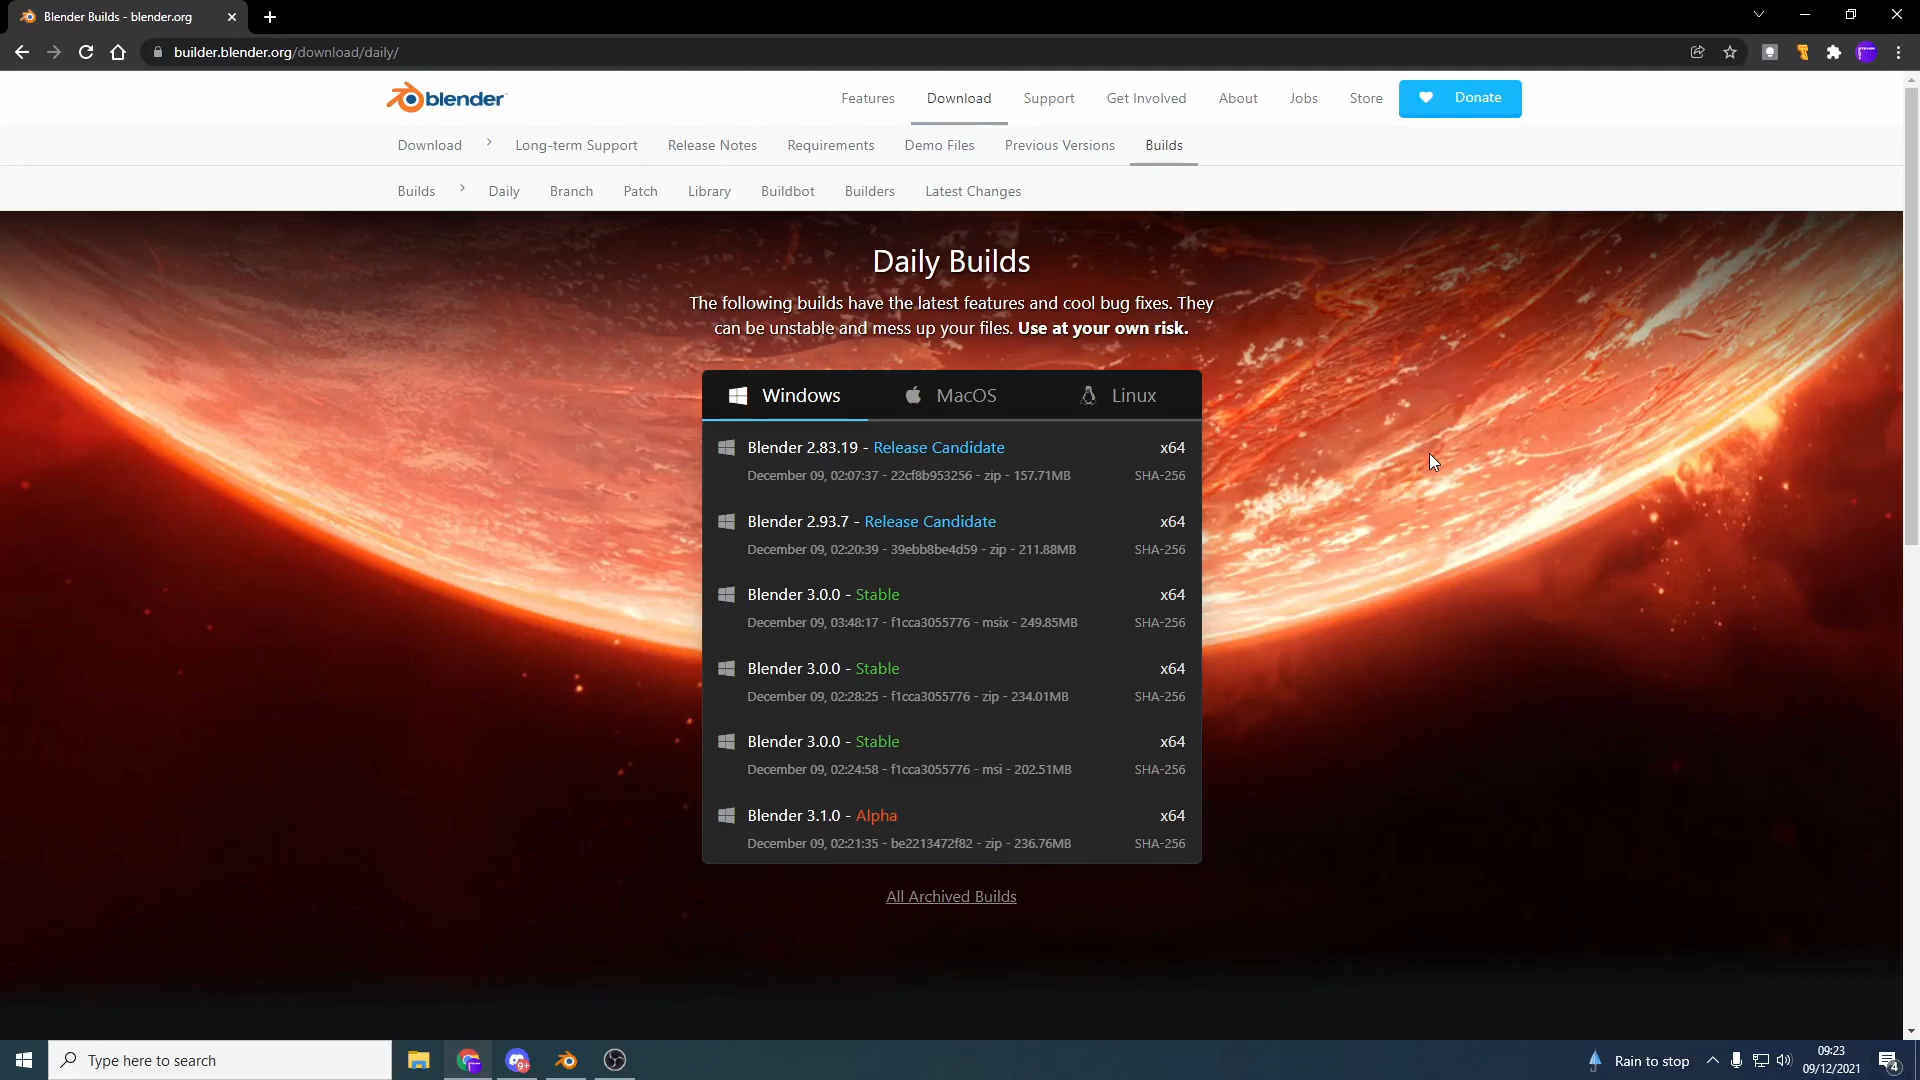 Blender Builds - blender.org
builder.blender.org/download/daily/
blender
Features Download Support Get Involved About Jobs Store Donate
Download Long-term Support Release Notes Requirements Demo Files Previous Versions Builds
Builds Daily Branch Patch Library Buildbot Builders Latest Changes
Daily Builds
The following builds have the latest features and cool bug fixes. They
can be unstable and mess up your files. Use at your own risk.
Windows MacOS Linux
Blender 2.83.19 - Release Candidate x64
December 09, 02:07:37 - 22cf8b953256 - zip - 157.71MB SHA-256
Blender 2.93.7 - Release Candidate x64
December 09, 02:20:39 - 39ebb8be4d59 - zip - 211.88MB SHA-256
Blender 3.0.0 - Stable x64
December 09, 03:48:17 - f1cca3055776 - msix - 249.85MB SHA-256
Blender 3.0.0 - Stable x64
December 09, 02:28:25 - f1cca3055776 - zip - 234.01MB SHA-256
Blender 3.0.0 - Stable x64
December 09, 02:24:58 - f1cca3055776 - msi - 202.51MB SHA-256
Blender 3.1.0 - Alpha x64
December 09, 02:21:35 - be2213472f82 - zip - 236.76MB SHA-256
All Archived Builds
Type here to search
9+
Rain to stop
09:23
09/12/2021
4